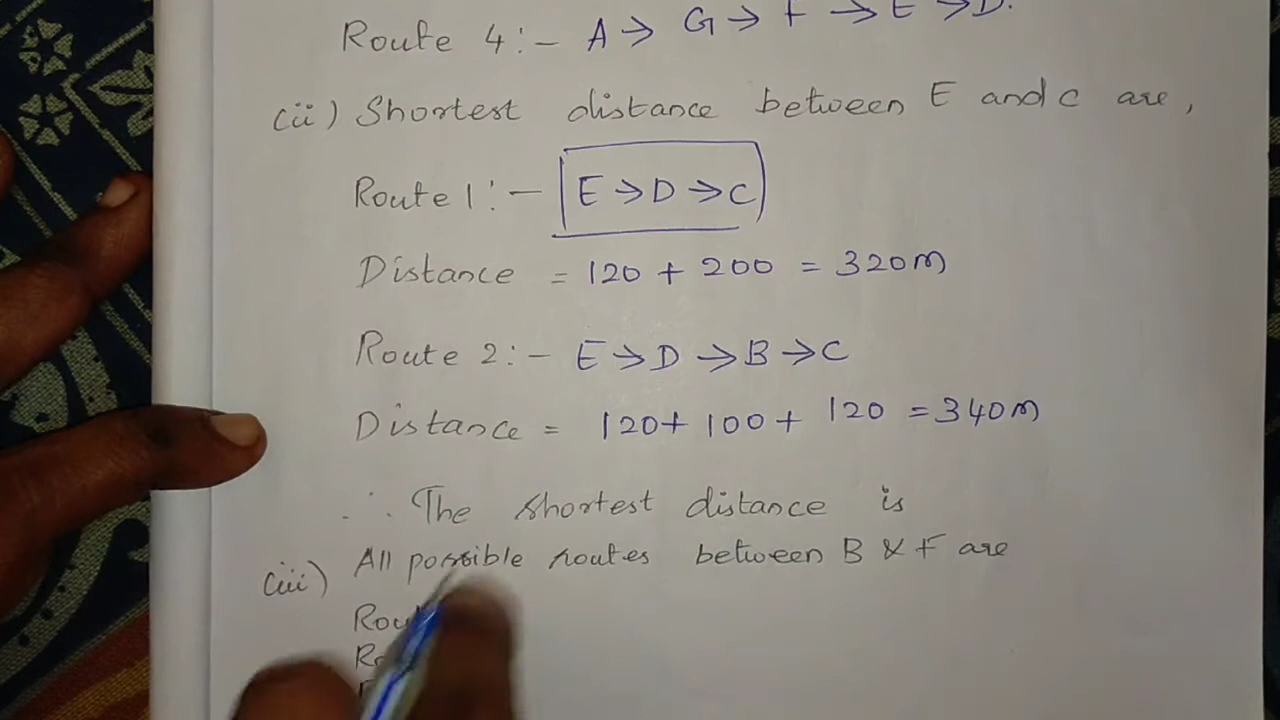 Route 4:- A → G → F → E → D.
(ii) Shortest distance between E and C are,
Route 1:- E → D → C
Distance = 120 + 200 = 320m
Route 2:- E → D → B → C
Distance = 120 + 100 + 120 = 340m
∴ The shortest distance is
(iii) All possible routes between B & F are